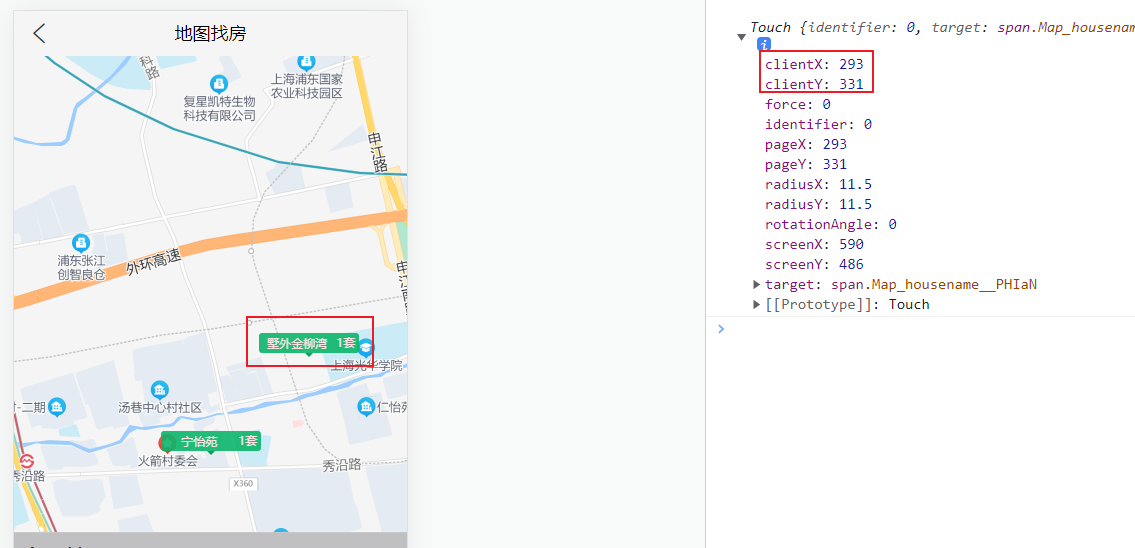 地图找房
科
路
上海浦东国家
农业科技园区
复星凯特生物
科技有限公司
申江路
浦东张江
创智良仓
外环高速
墅外金柳湾 1套
上海光华学院
二期
汤巷中心村社区
仁怡苑
宁怡苑 1套
火箭村委会
秀沿路
秀沿路
X360
Touch {identifier: 0, target: span.Map_housenam
i
clientX: 293
clientY: 331
force: 0
identifier: 0
pageX: 293
pageY: 331
radiusX: 11.5
radiusY: 11.5
rotationAngle: 0
screenX: 590
screenY: 486
target: span.Map_housename__PHIaN
[[Prototype]]: Touch